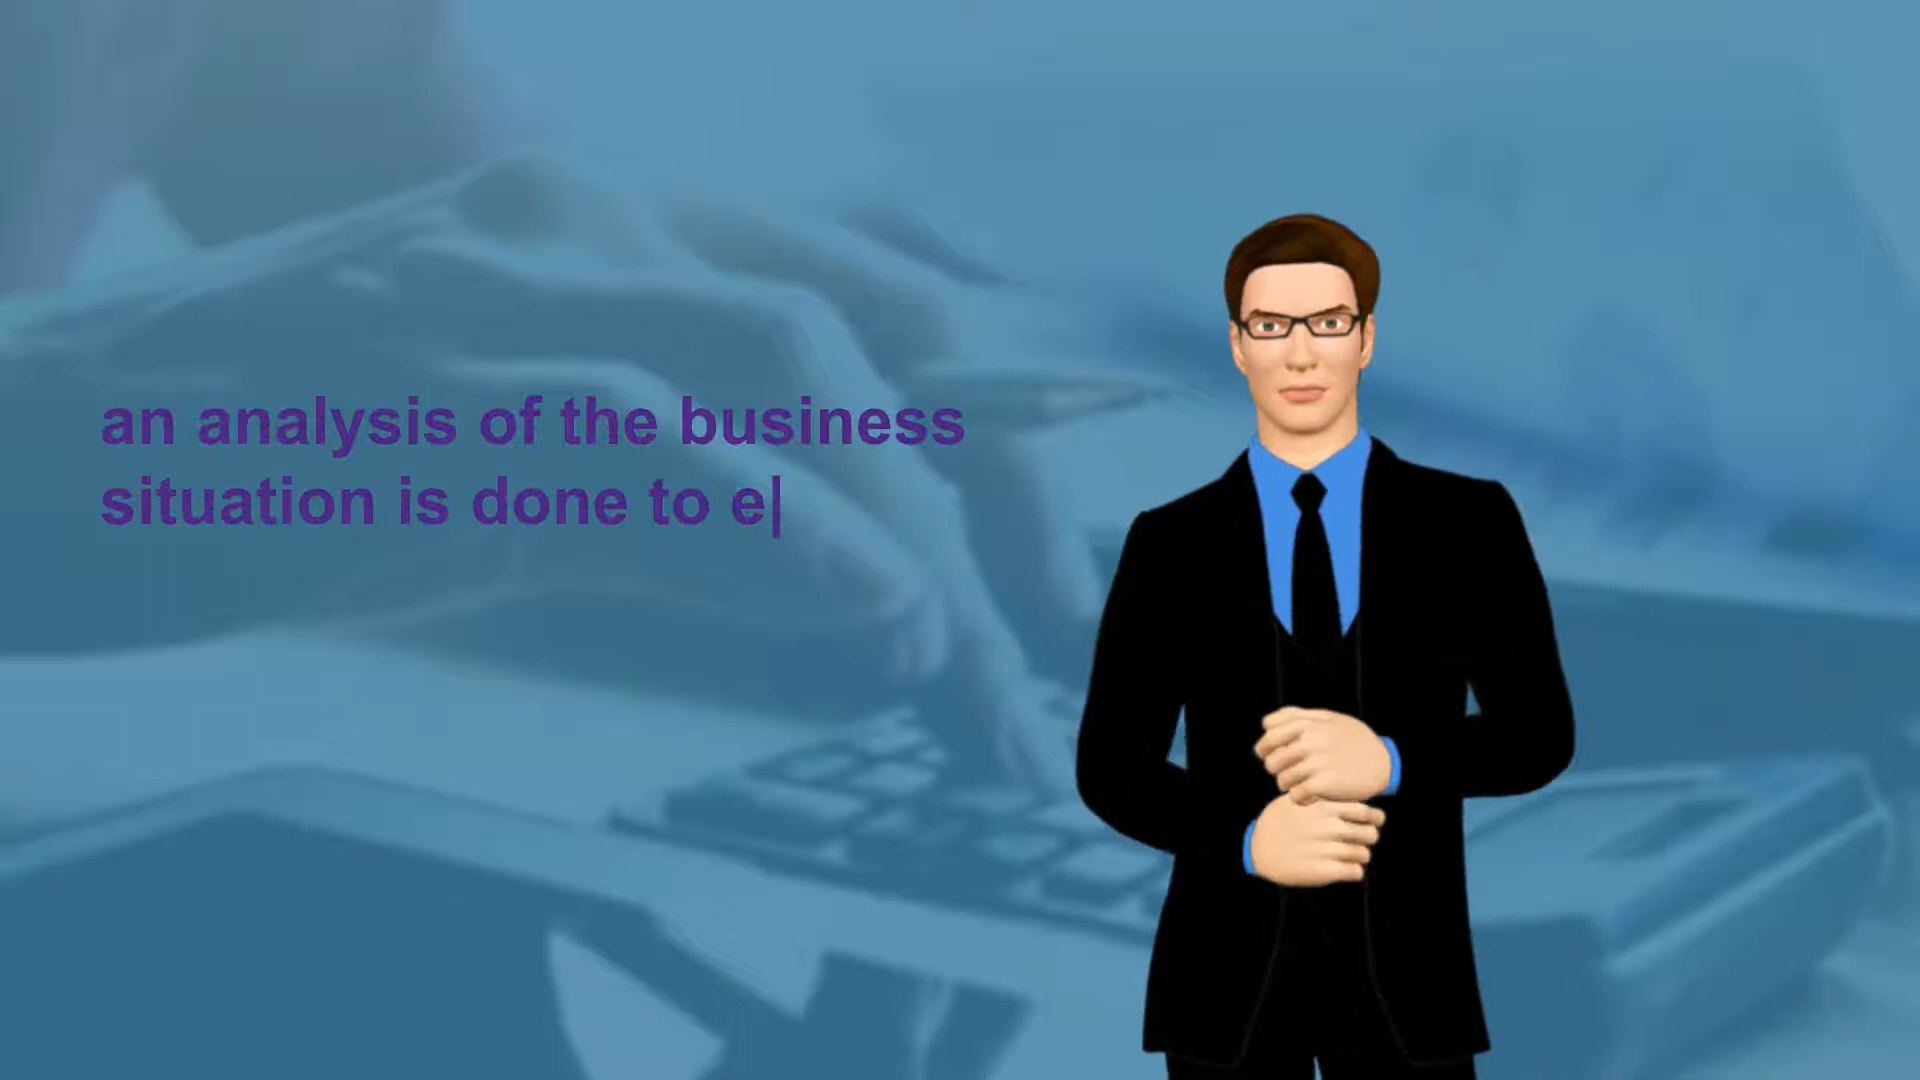 an analysis of the business
situation is done to e|